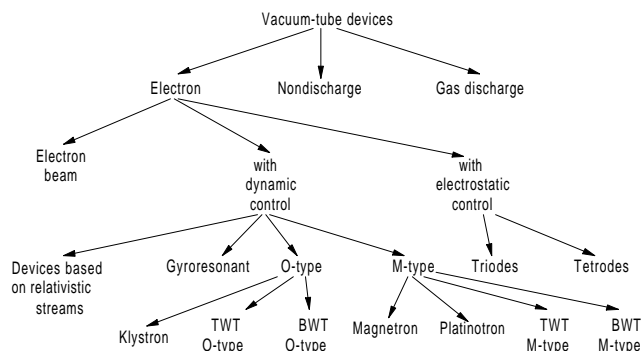 Vacuum-tube devices
Electron
Nondischarge
Gas discharge
Electron
beam
with
dynamic
control
with
electrostatic
control
Devices based
on relativistic
streams
Gyroresonant
O-type
M-type
Triodes
Tetrodes
Klystron
TWT
O-type
BWT
O-type
Magnetron
Platinotron
TWT
M-type
BWT
M-type